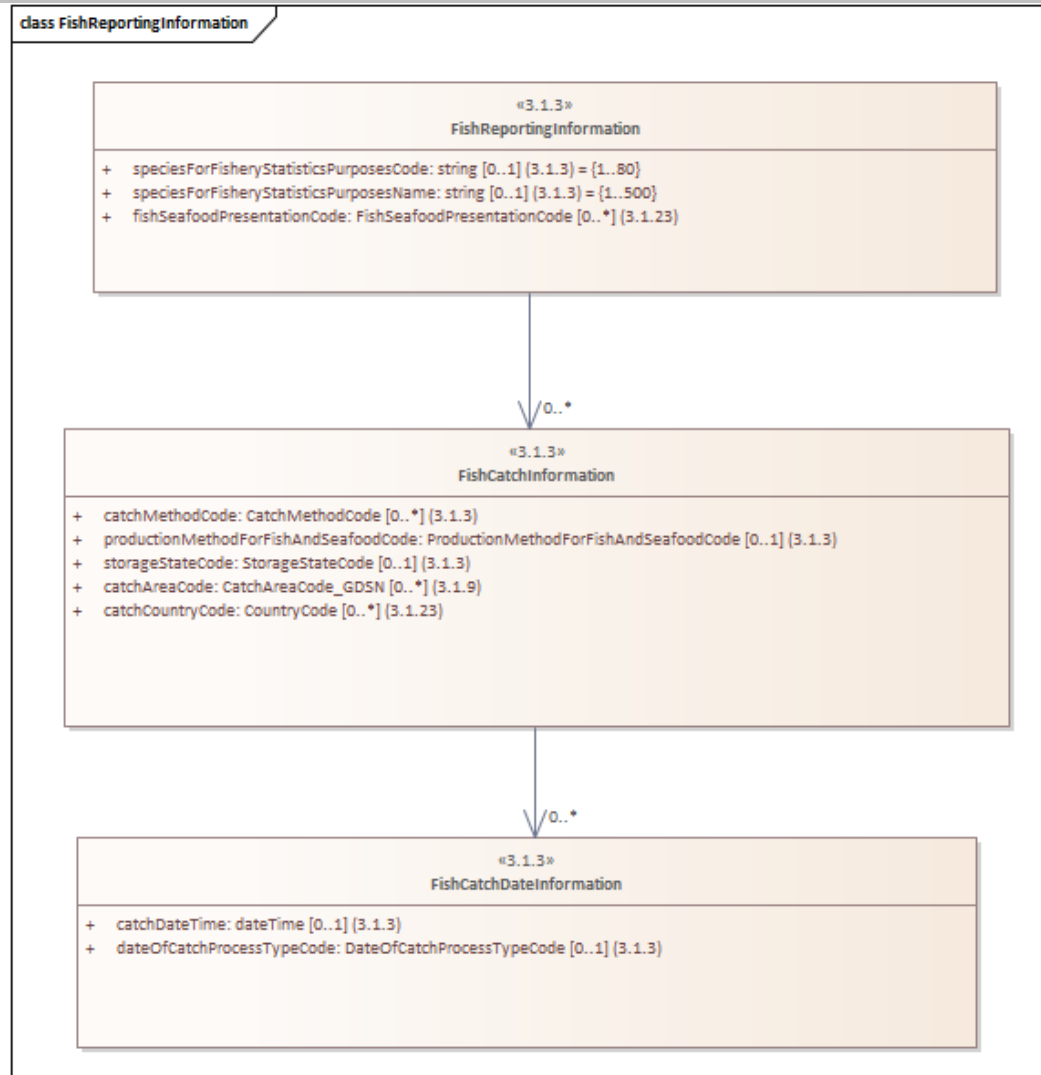 class FishReportingInformation
«3.1.3»
FishReportingInformation
+ speciesForFisheryStatisticsPurposesCode: string [0..1] (3.1.3) = {1..80}
+ speciesForFisheryStatisticsPurposesName: string [0..1] (3.1.3) = {1..500}
+ fishSeafoodPresentationCode: FishSeafoodPresentationCode [0..*] (3.1.23)
0..*
«3.1.3»
FishCatchInformation
+ catchMethodCode: CatchMethodCode [0..*] (3.1.3)
+ productionMethodForFishAndSeafoodCode: ProductionMethodForFishAndSeafoodCode [0..1] (3.1.3)
+ storageStateCode: StorageStateCode [0..1] (3.1.3)
+ catchAreaCode: CatchAreaCode_GDSN [0..*] (3.1.9)
+ catchCountryCode: CountryCode [0..*] (3.1.23)
0..*
«3.1.3»
FishCatchDateInformation
+ catchDateTime: dateTime [0..1] (3.1.3)
+ dateOfCatchProcessTypeCode: DateOfCatchProcessTypeCode [0..1] (3.1.3)